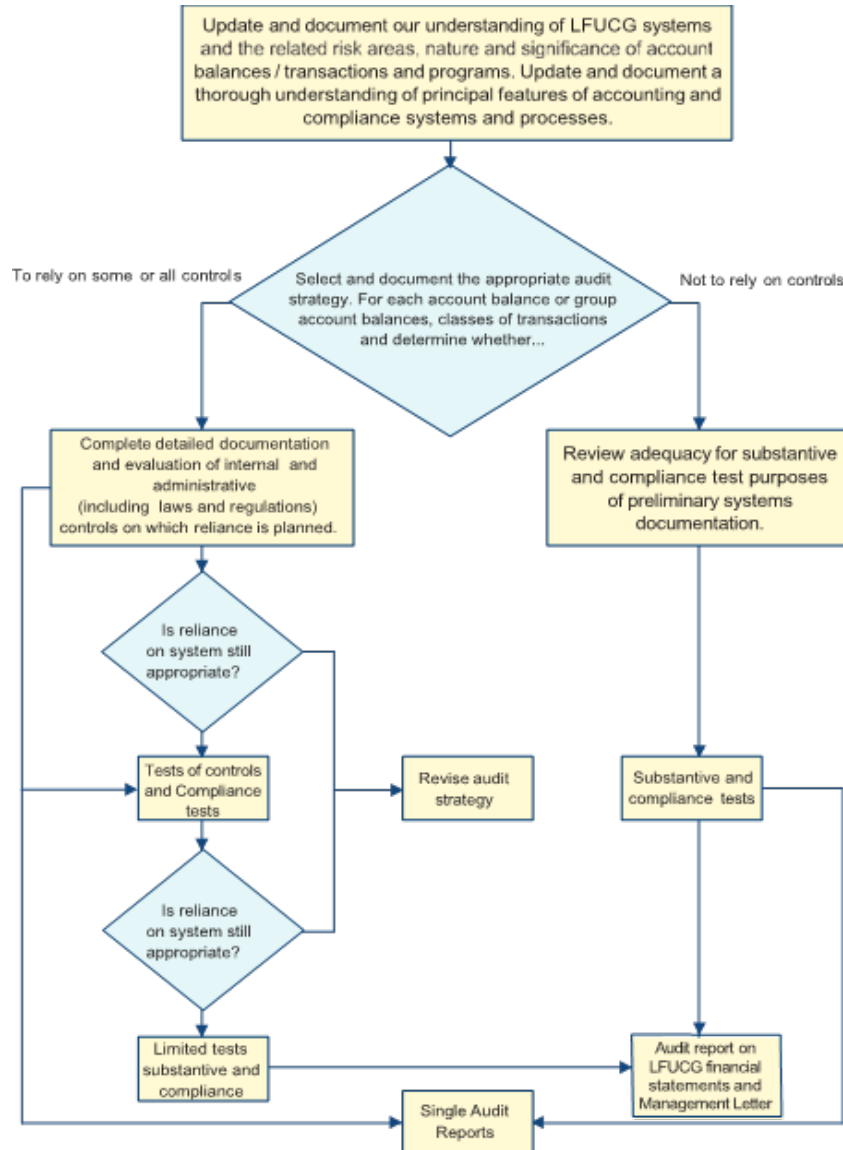 Update and document our understanding of LFUCG systems
and the related risk areas, nature and significance of account
balances / transactions and programs. Update and document a
thorough understanding of principal features of accounting and
compliance systems and processes.
To rely on some or all controls
Select and document the appropriate audit
strategy. For each account balance or group
account balances, classes of transactions
and determine whether...
Not to rely on controls
Complete detailed documentation
and evaluation of internal and
administrative
(including laws and regulations)
controls on which reliance is planned.
Review adequacy for substantive
and compliance test purposes
of preliminary systems
documentation.
Is reliance
on system still
appropriate?
Tests of controls
and Compliance
tests
Revise audit
strategy
Substantive and
compliance tests
Is reliance
on system still
appropriate?
Limited tests
substantive and
compliance
Audit report on
LFUCG financial
statements and
Management Letter
Single Audit
Reports